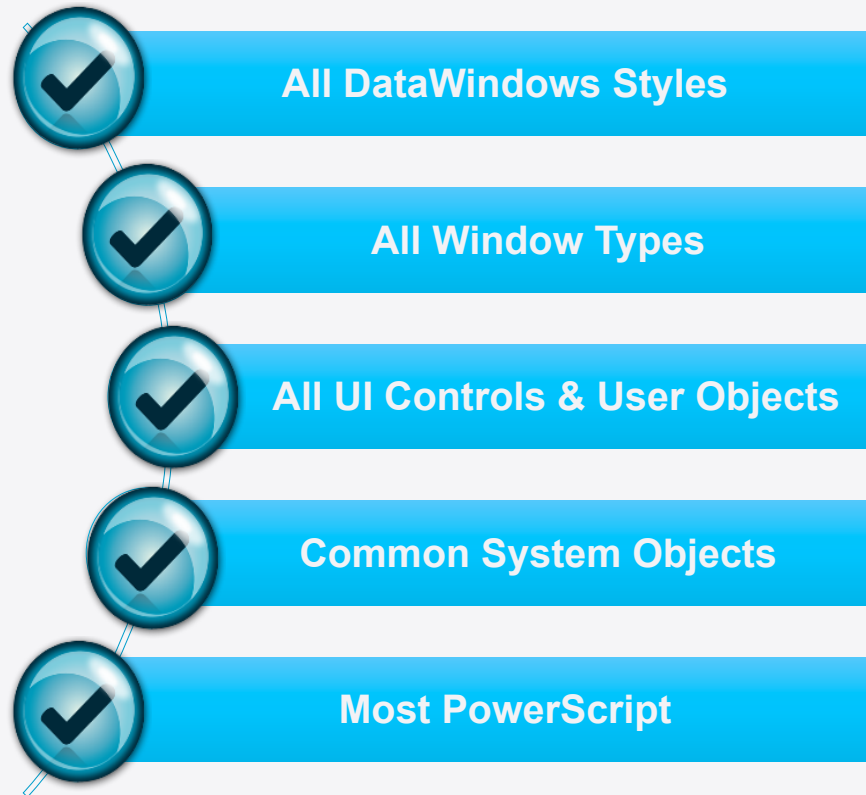 All DataWindows Styles
All Window Types
All UI Controls & User Objects
Common System Objects
Most PowerScript